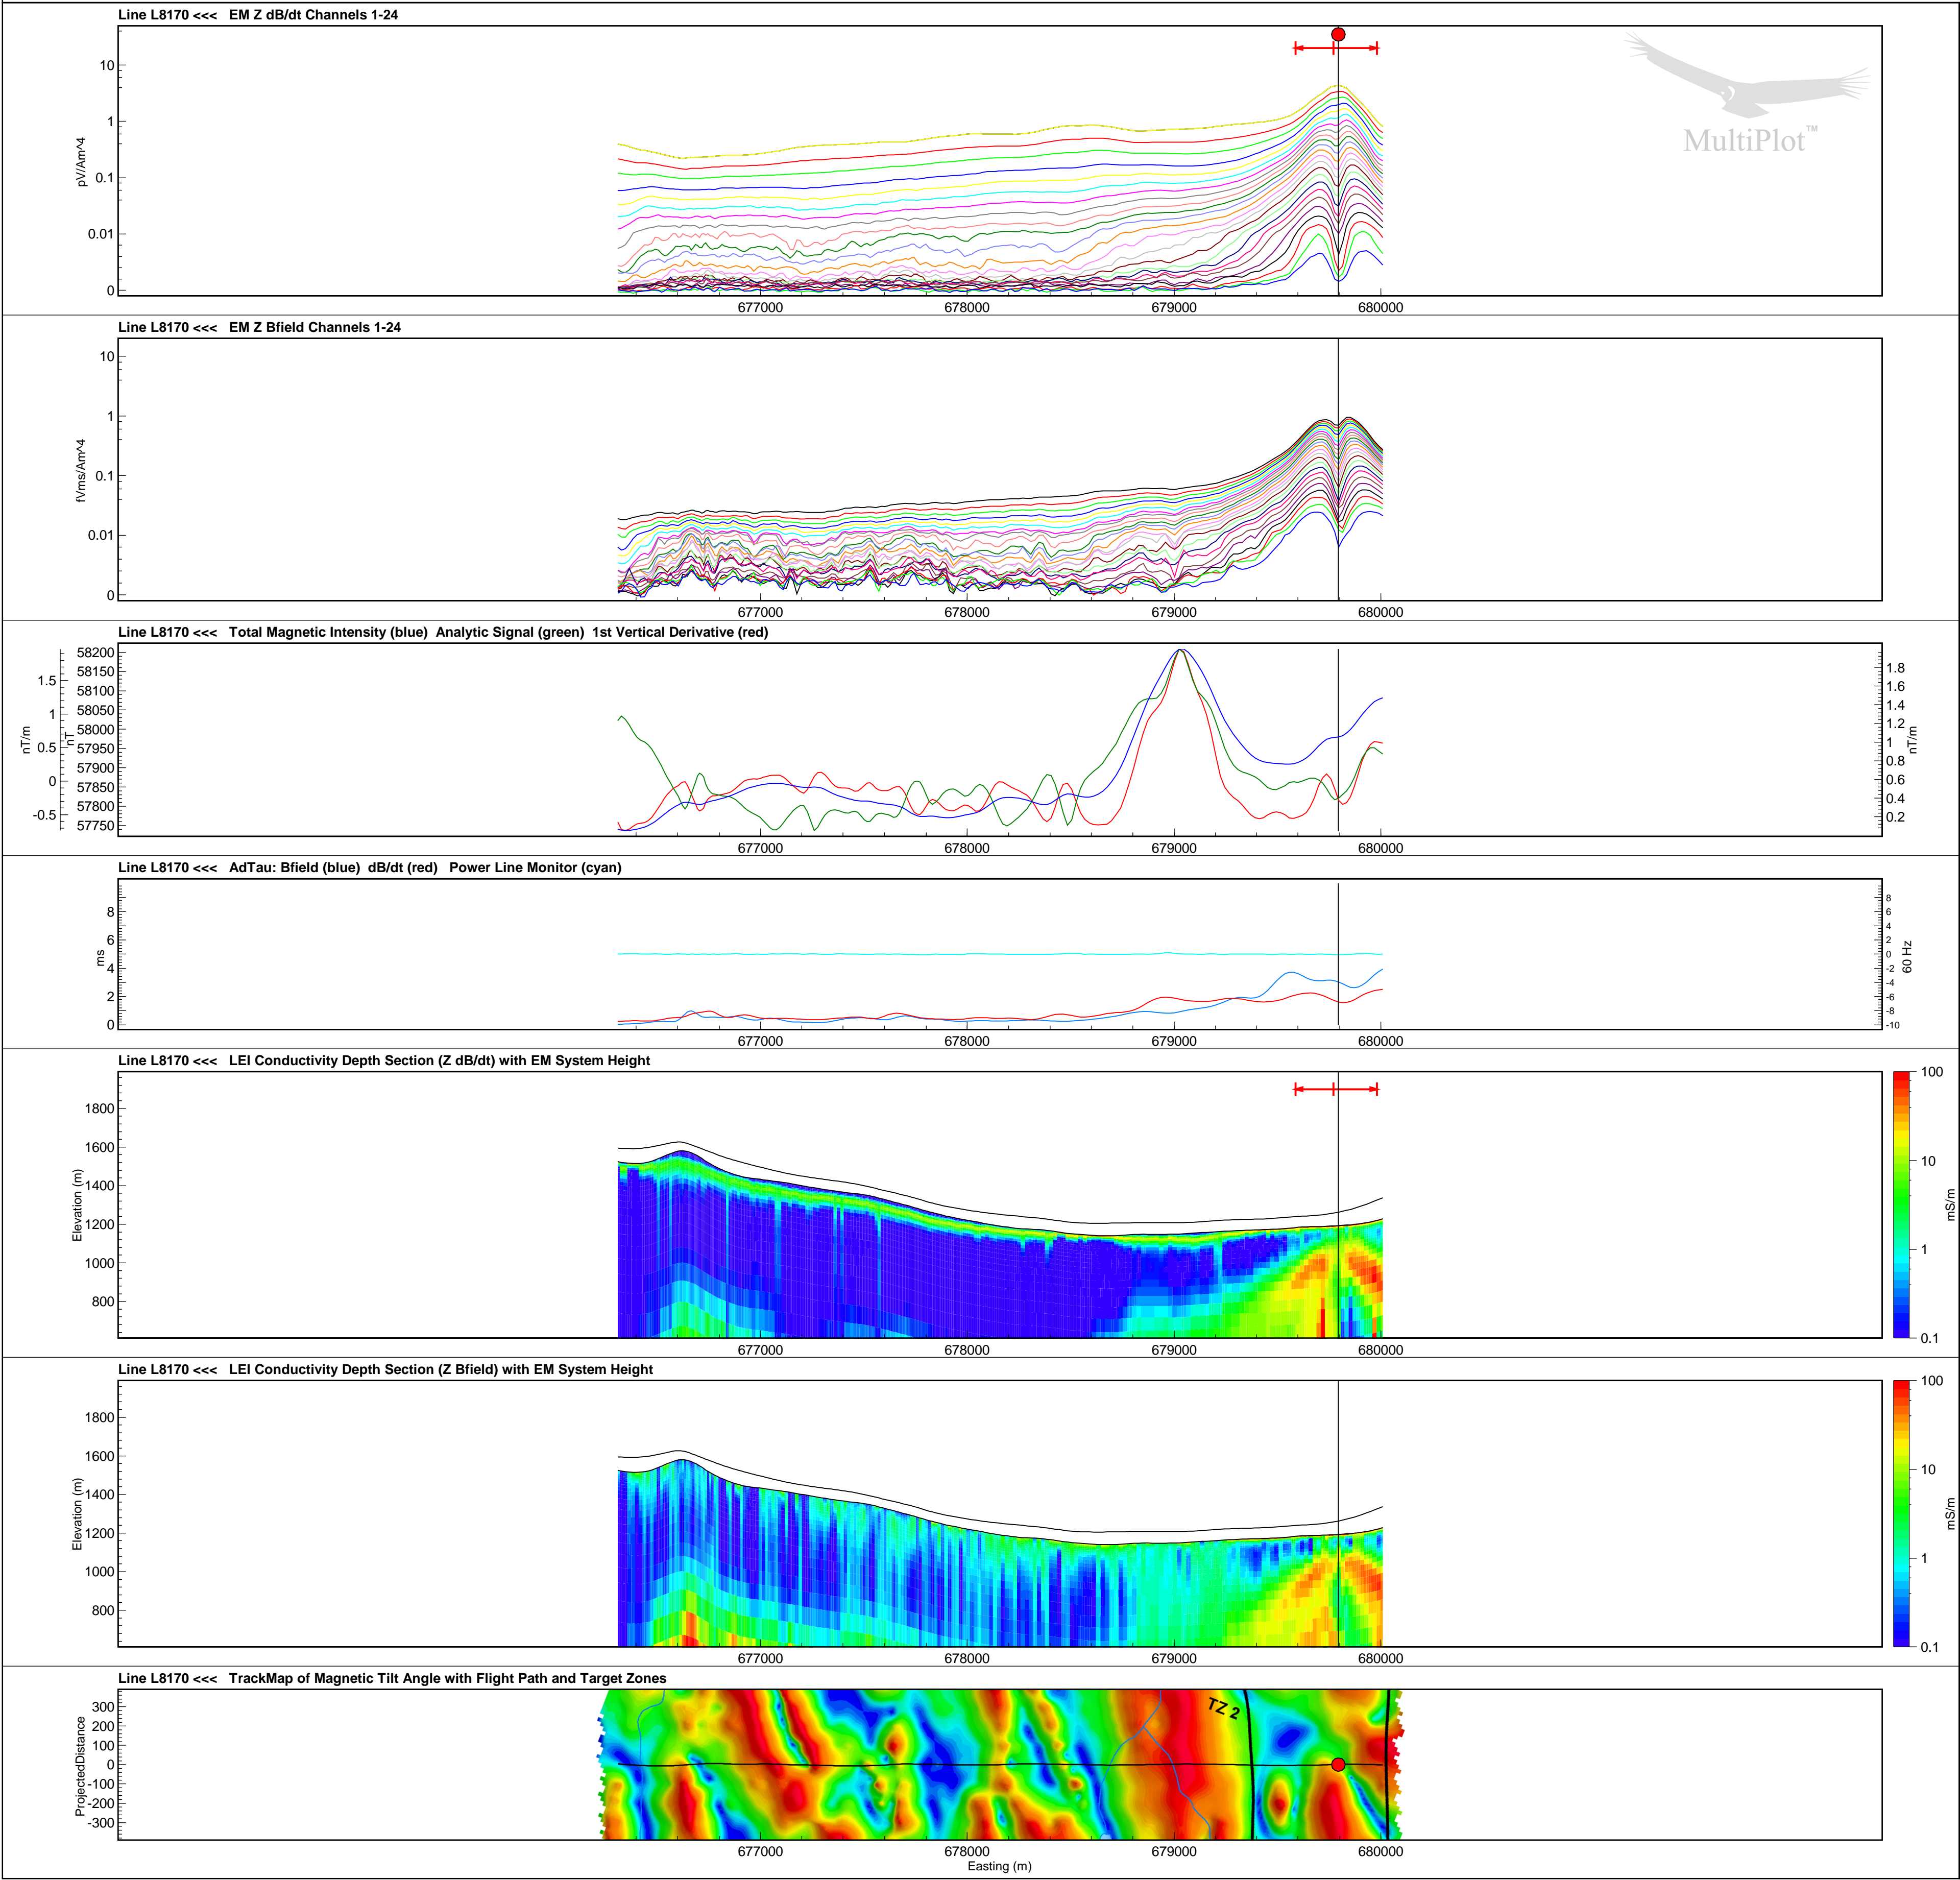 Line L8170 <<< EM Z dB/dt Channels 1-24
10
1
0.1
0.01
0
pV/Am^4
MultiPlot™
677000 678000 679000 680000
Line L8170 <<< EM Z Bfield Channels 1-24
10
1
0.1
0.01
0
fVms/Am^4
677000 678000 679000 680000
Line L8170 <<< Total Magnetic Intensity (blue) Analytic Signal (green) 1st Vertical Derivative (red)
nT/m
1.5
1
0.5
0
-0.5
nT
58200
58150
58100
58050
58000
57950
57900
57850
57800
57750
1.8
1.6
1.4
1.2
1
0.8
0.6
0.4
0.2
nT/m
677000 678000 679000 680000
Line L8170 <<< AdTau: Bfield (blue) dB/dt (red) Power Line Monitor (cyan)
ms
8
6
4
2
0
8
6
4
2
0
-2
-4
-6
-8
-10
60 Hz
677000 678000 679000 680000
Line L8170 <<< LEI Conductivity Depth Section (Z dB/dt) with EM System Height
Elevation (m)
1800
1600
1400
1200
1000
800
100
10
1
0.1
mS/m
677000 678000 679000 680000
Line L8170 <<< LEI Conductivity Depth Section (Z Bfield) with EM System Height
Elevation (m)
1800
1600
1400
1200
1000
800
100
10
1
0.1
mS/m
677000 678000 679000 680000
Line L8170 <<< TrackMap of Magnetic Tilt Angle with Flight Path and Target Zones
ProjectedDistance
300
200
100
0
-100
-200
-300
TZ 2
677000 678000 679000 680000
Easting (m)